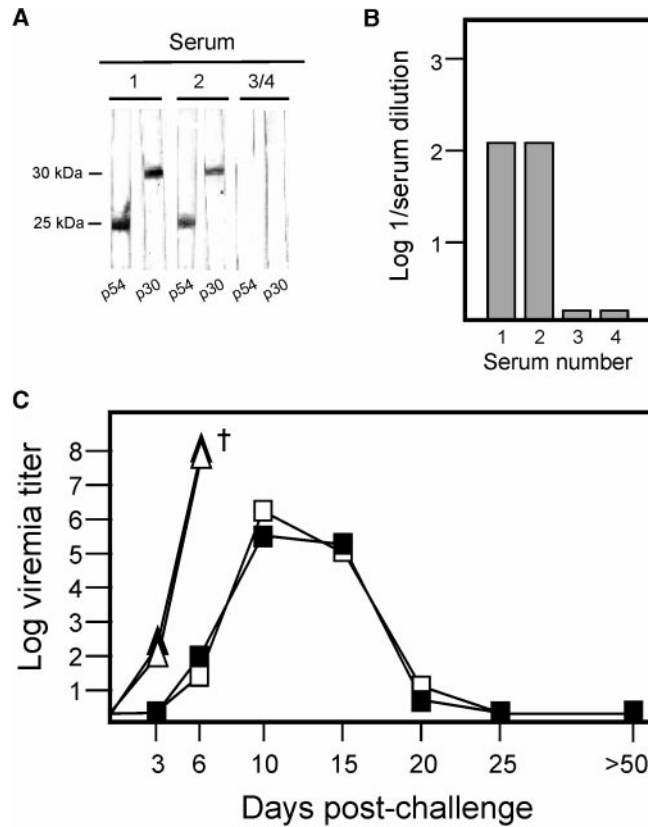 A
Serum
1 2 3/4
30 kDa
25 kDa
p54 p30 p54 p30 p54 p30
B
Log 1/serum dilution
3
2
1
1 2 3 4
Serum number
C
Log viremia titer
†
8
7
6
5
4
3
2
1
3 6 10 15 20 25 >50
Days post-challenge